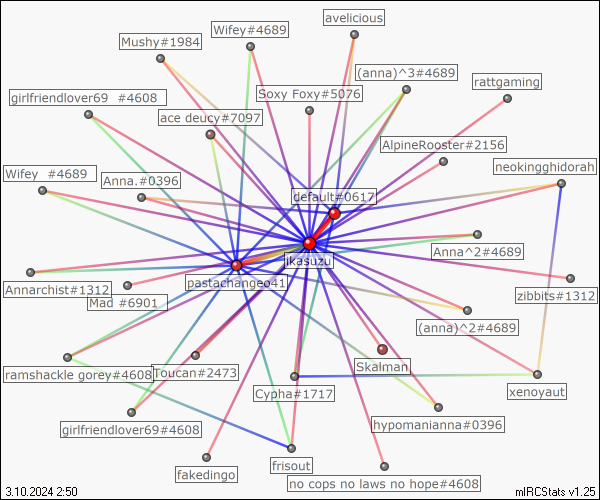 avelicious
Wifey#4689
Mushy#1984
(anna)^3#4689
rattgaming
Soxy Foxy#5076
girlfriendlover69 #4608
ace deucy#7097
AlpineRooster#2156
neokingghidorah
Wifey #4689
Anna.#0396
default#0617
Anna^2#4689
jkasuzu
pastachangeo41
Annarchist#1312
zibbits#1312
Mad #6901
(anna)^2#4689
Skalman
ramshackle gorey#4608
Toucan#2473
Cypha#1717
xenoyaut
hypomanianna#0396
girlfriendlover69#4608
frisout
fakedingo
no cops no laws no hope#4608
3.10.2024 2:50
mIRCStats v1.25